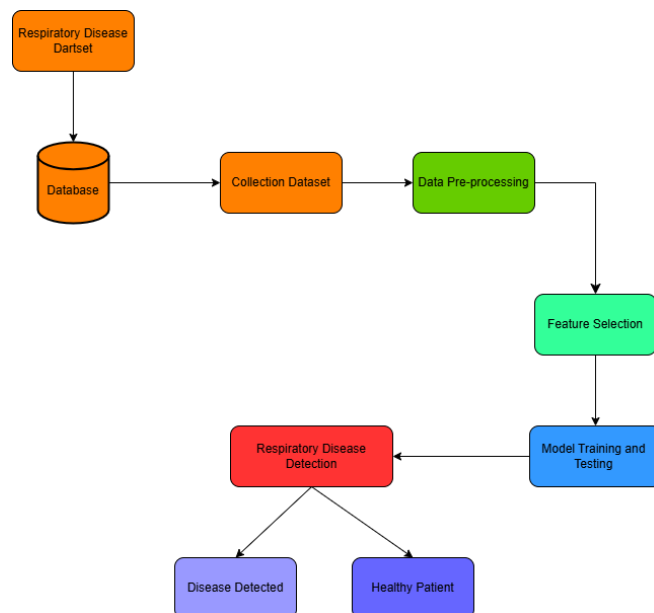 Respiratory Disease
Dartset
Database
Collection Dataset
Data Pre-processing
Feature Selection
Model Training and
Testing
Respiratory Disease
Detection
Disease Detected
Healthy Patient